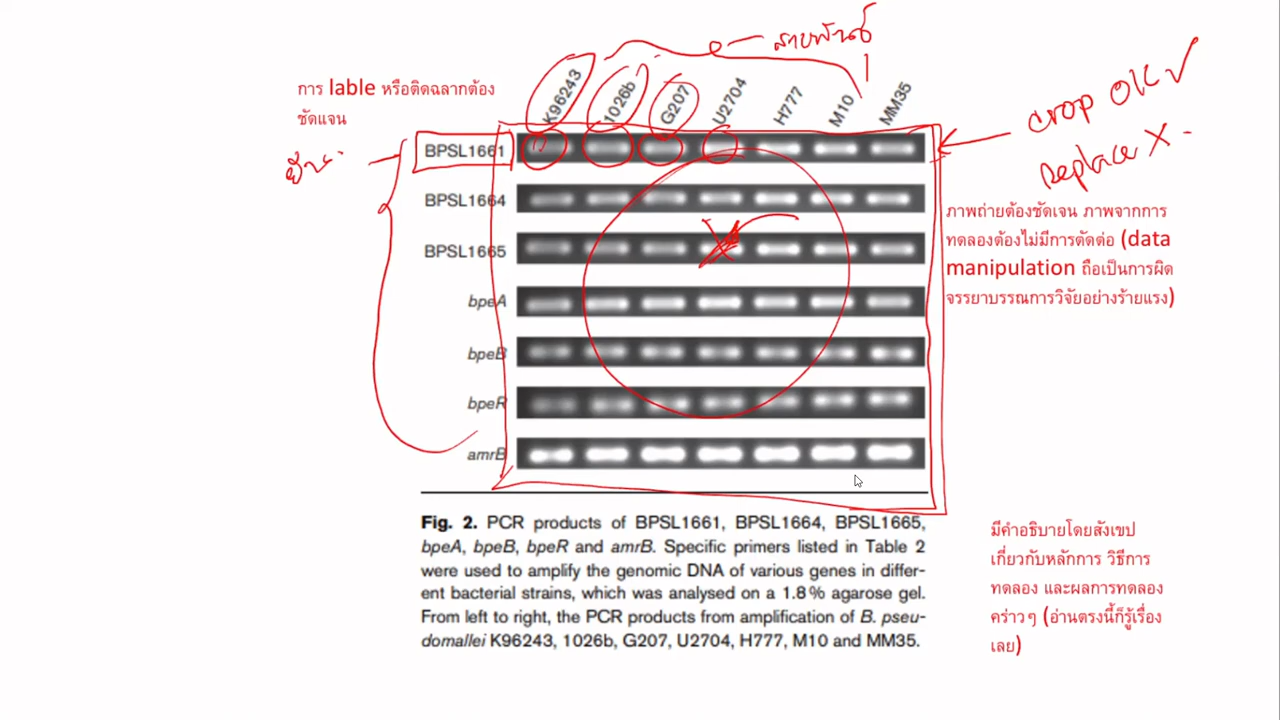 สายพันธุ์
การ lable หรือติดฉลากต้อง
ชัดแจน
K96243
1026b
G207
U2704
H777
M10
MM35
crop OK ✓
replace X
BPSL1661
BPSL1664
BPSL1665
bpeA
bpeB
bpeR
amrB
ภาพถ่ายต้องชัดเจน ภาพจากการ
ทดลองต้องไม่มีการตัดต่อ (data
manipulation ถือเป็นการผิด
จรรยาบรรณการวิจัยอย่างร้ายแรง)
Fig. 2. PCR products of BPSL1661, BPSL1664, BPSL1665,
bpeA, bpeB, bpeR and amrB. Specific primers listed in Table 2
were used to amplify the genomic DNA of various genes in differ-
ent bacterial strains, which was analysed on a 1.8 % agarose gel.
From left to right, the PCR products from amplification of B. pseu-
domallei K96243, 1026b, G207, U2704, H777, M10 and MM35.
มีคำอธิบายโดยสังเขป
เกี่ยวกับหลักการ วิธีการ
ทดลอง และผลการทดลอง
คร่าวๆ (อ่านตรงนี้ก็รู้เรื่อง
เลย)